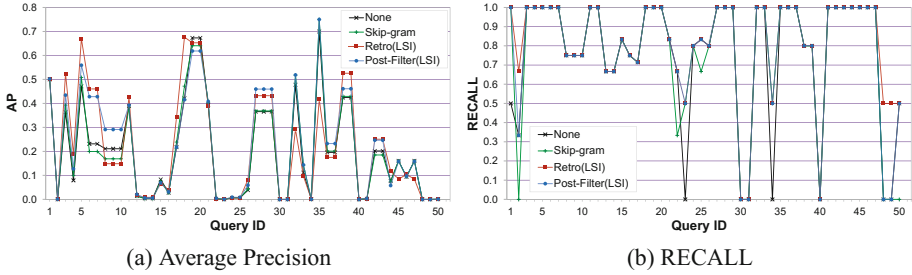 0.8
0.7
0.6
0.5
0.4
0.3
0.2
0.1
0.0
AP
1 5 10 15 20 25 30 35 40 45 50
Query ID
None
Skip-gram
Retro(LSI)
Post-Filter(LSI)
(a) Average Precision
1.0
0.9
0.8
0.7
0.6
0.5
0.4
0.3
0.2
0.1
0.0
RECALL
1 5 10 15 20 25 30 35 40 45 50
Query ID
None
Skip-gram
Retro(LSI)
Post-Filter(LSI)
(b) RECALL